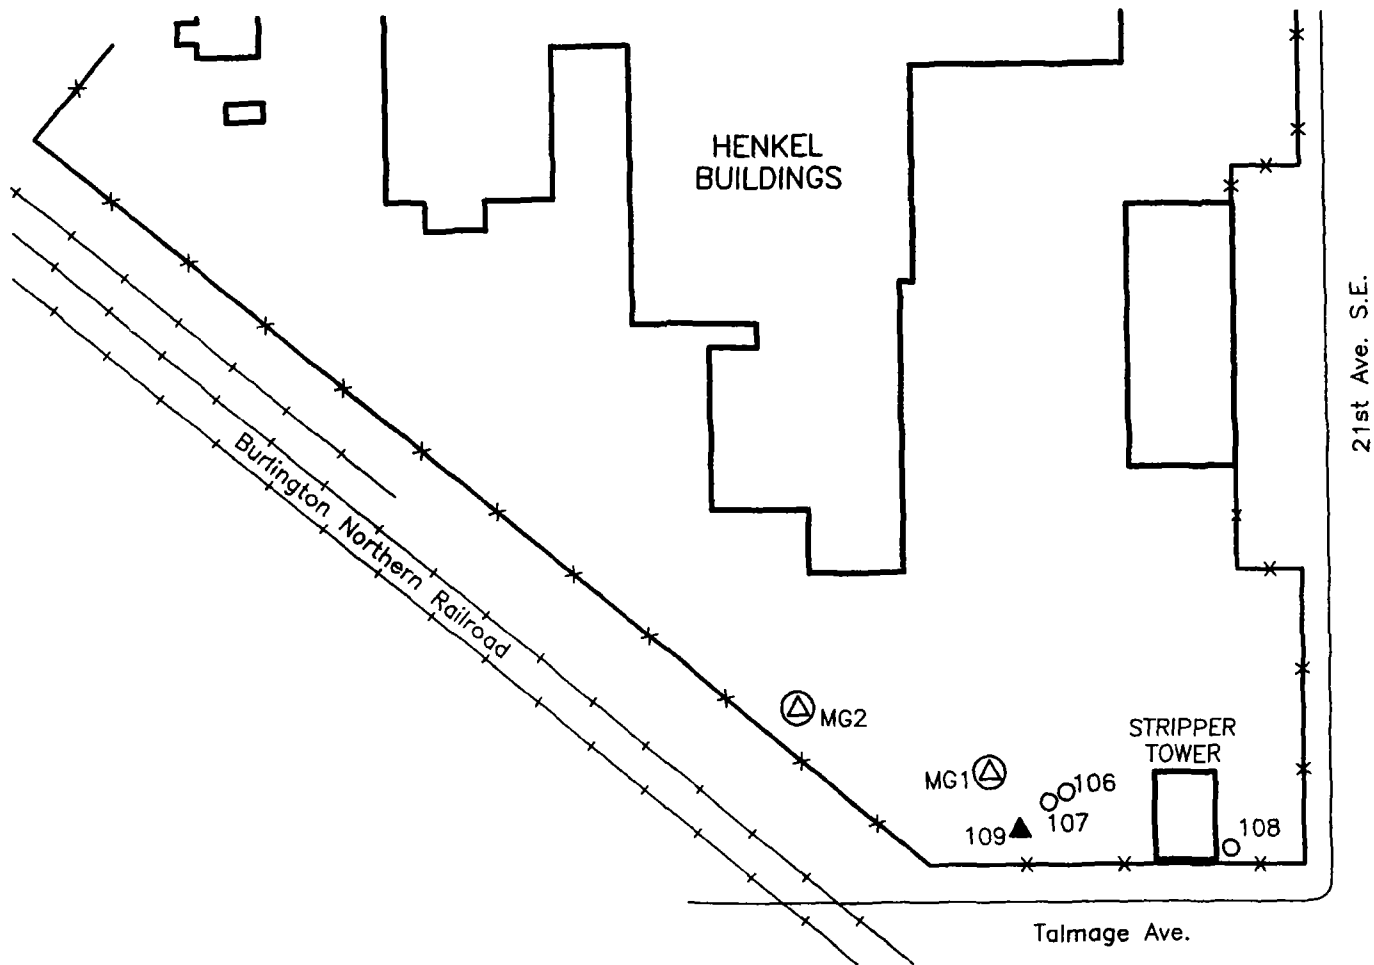 HENKEL
BUILDINGS
21st Ave. S.E.
Burlington Northern Railroad
MG2
STRIPPER
TOWER
MG1
106
107
109
108
Talmage Ave.